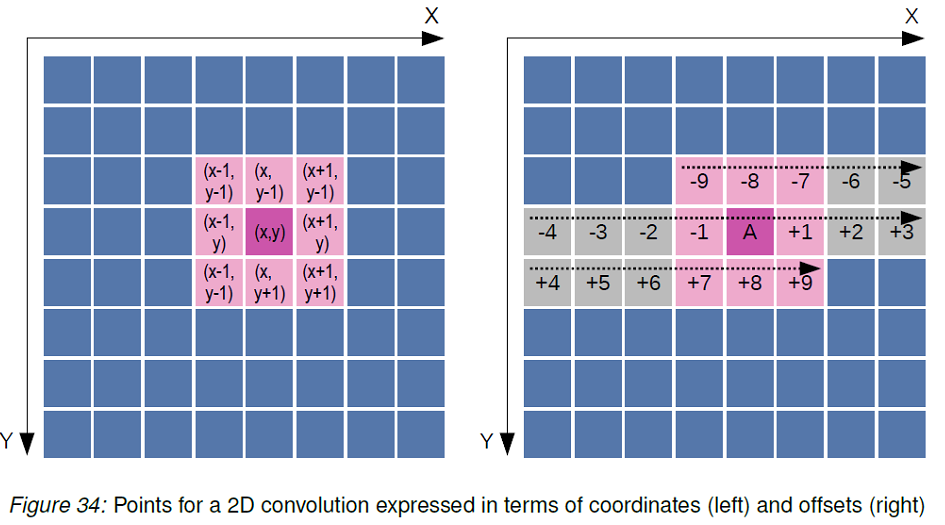 X
X
(x-1,
y-1)
(x,
y-1)
(x+1,
y-1)
-9 -8 -7 -6 -5
(x-1,
y)
(x,y)
(x+1,
y)
-4 -3 -2 -1 A +1 +2 +3
(x-1,
y-1)
(x,
y+1)
(x+1,
y+1)
+4 +5 +6 +7 +8 +9
Y
Y
Figure 34: Points for a 2D convolution expressed in terms of coordinates (left) and offsets (right)